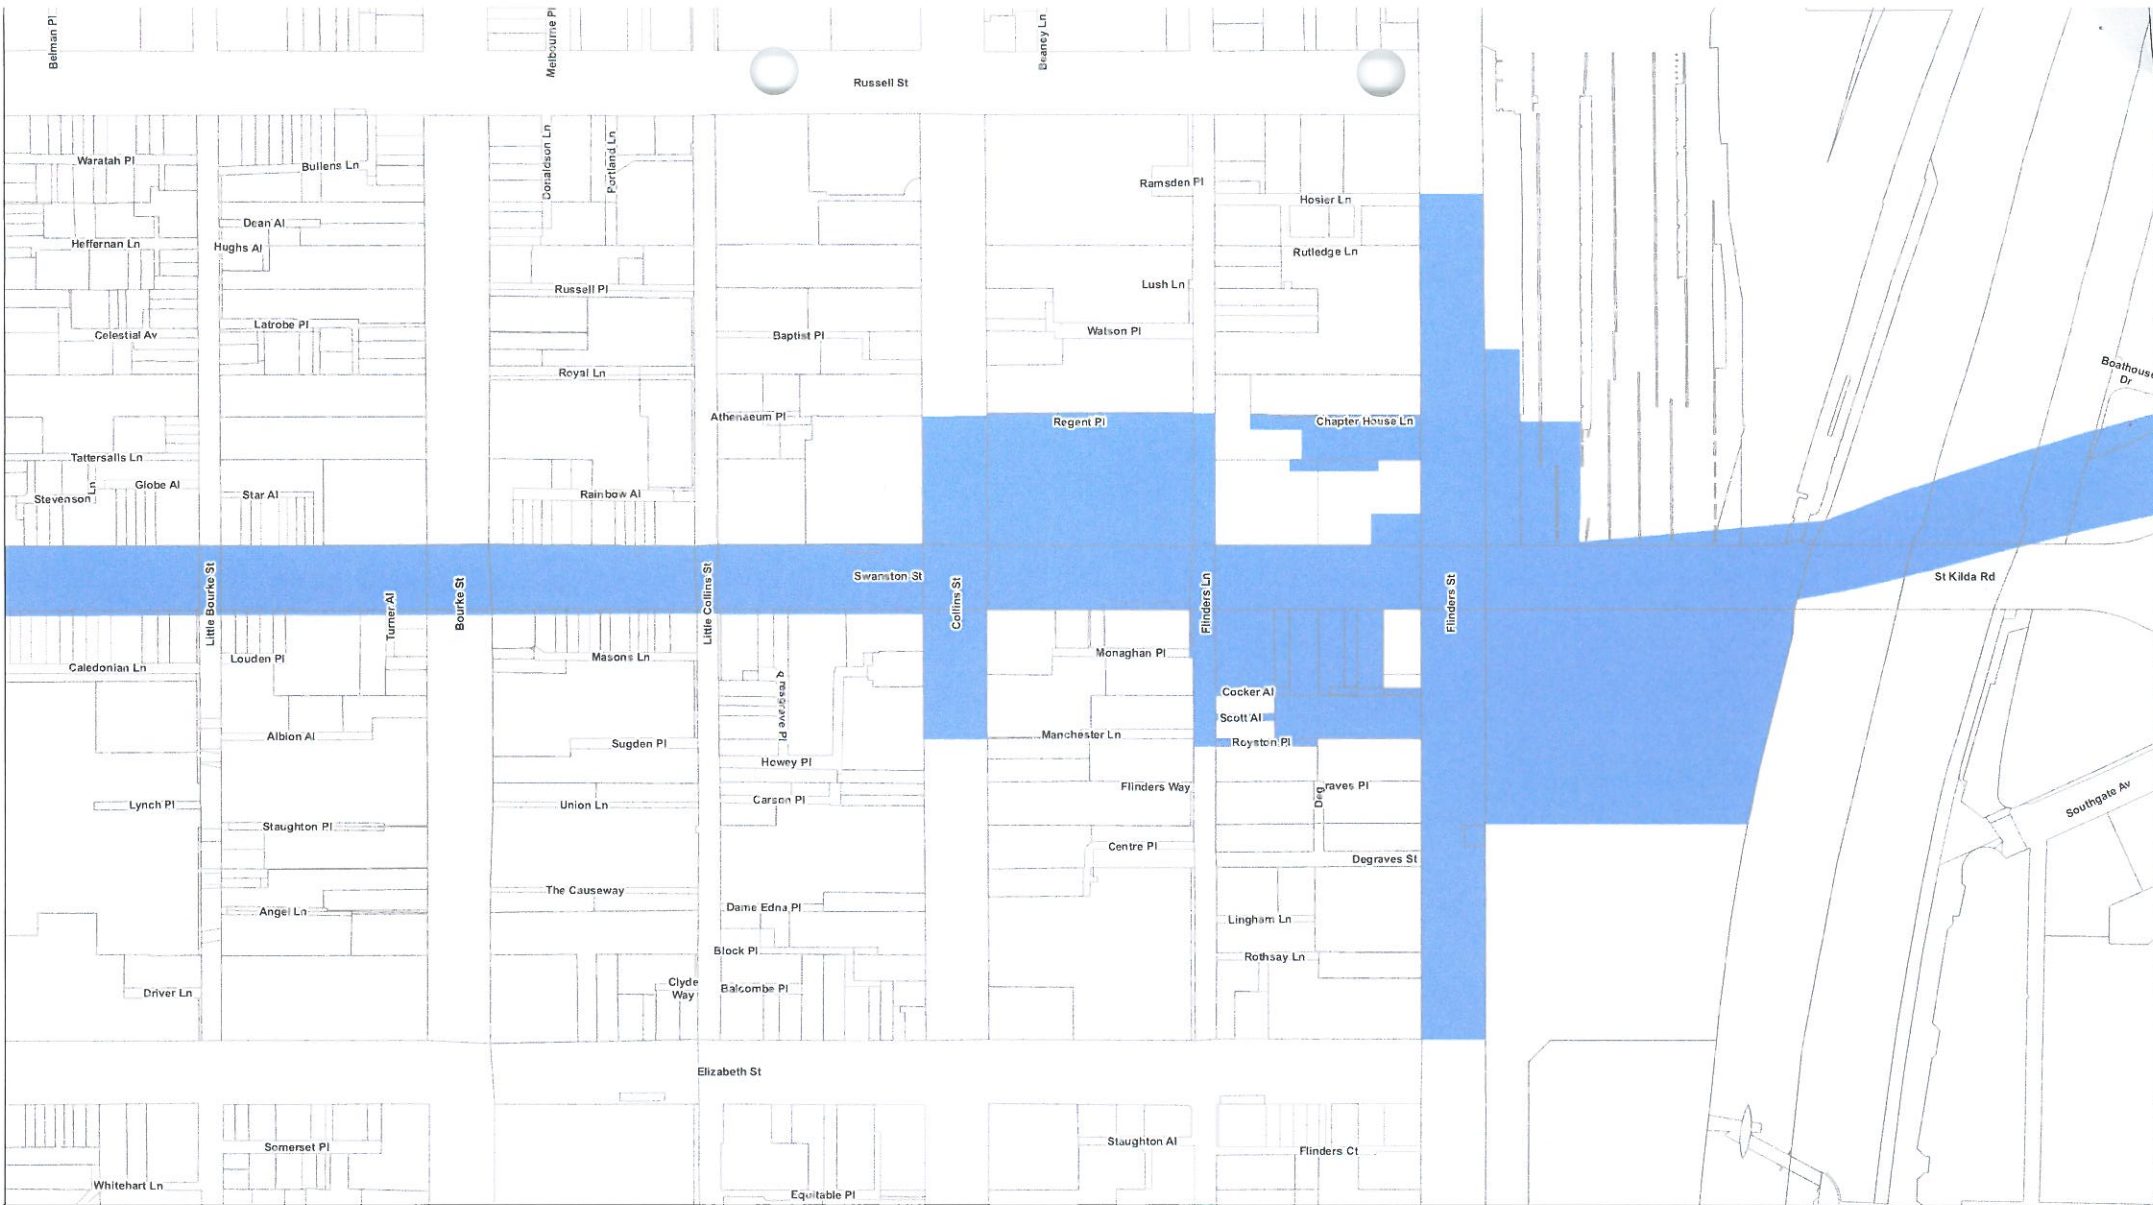 Belman Pl
Melbourne Pl
Beaney Ln
Russell St
Waratah Pl
Bullens Ln
Donaldson Ln
Portland Ln
Ramsden Pl
Hosier Ln
Dean Al
Heffernan Ln
Hughs Al
Rutledge Ln
Russell Pl
Lush Ln
Celestial Av
Latrobe Pl
Baptist Pl
Watson Pl
Royal Ln
Boathouse
Dr
Athenaeum Pl
Regent Pl
Chapter House Ln
Tattersalls Ln
Stevenson Ln
Globe Al
Star Al
Rainbow Al
Little Bourke St
Turner Al
Bourke St
Little Collins St
Swanston St
Collins St
Flinders Ln
Flinders St
St Kilda Rd
Caledonian Ln
Louden Pl
Masons Ln
Monaghan Pl
Cocker Al
Scott Al
Albion Al
Sugden Pl
Manchester Ln
Royston Pl
Howey Pl
Lynch Pl
Union Ln
Carson Pl
Flinders Way
Degraves Pl
Southgate Av
Staughton Pl
Centre Pl
Degraves St
The Causeway
Angel Ln
Dame Edna Pl
Lingham Ln
Block Pl
Rothsay Ln
Driver Ln
Clyde
Way
Balcombe Pl
Elizabeth St
Somerset Pl
Staughton Al
Flinders Ct
Whitehart Ln
Equitable Pl